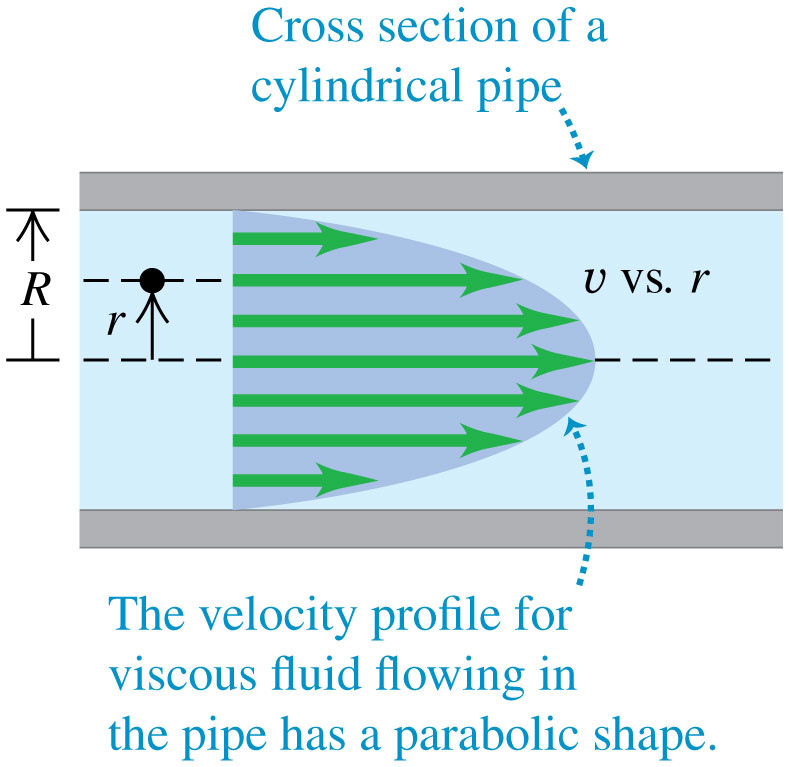 Cross section of a
cylindrical pipe
R
r
v vs. r
The velocity profile for
viscous fluid flowing in
the pipe has a parabolic shape.